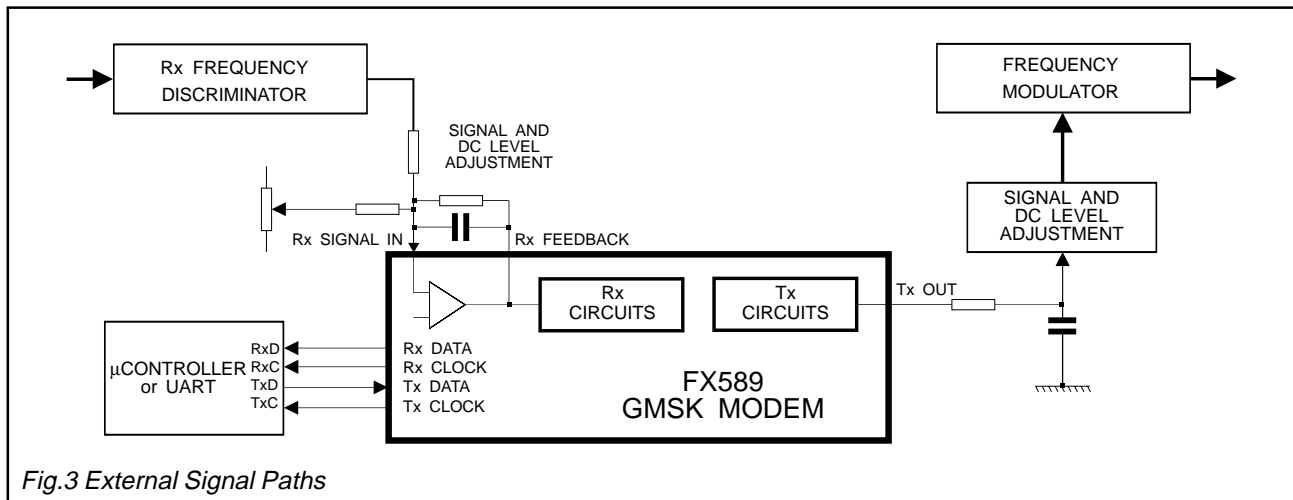 Rx FREQUENCY
DISCRIMINATOR
FREQUENCY
MODULATOR
SIGNAL AND
DC LEVEL
ADJUSTMENT
SIGNAL AND
DC LEVEL
ADJUSTMENT
Rx SIGNAL IN
Rx FEEDBACK
Rx
CIRCUITS
Tx
CIRCUITS
Tx OUT
µCONTROLLER
or UART
RxD
RxC
TxD
TxC
Rx DATA
Rx CLOCK
Tx DATA
Tx CLOCK
FX589
GMSK MODEM
Fig.3 External Signal Paths